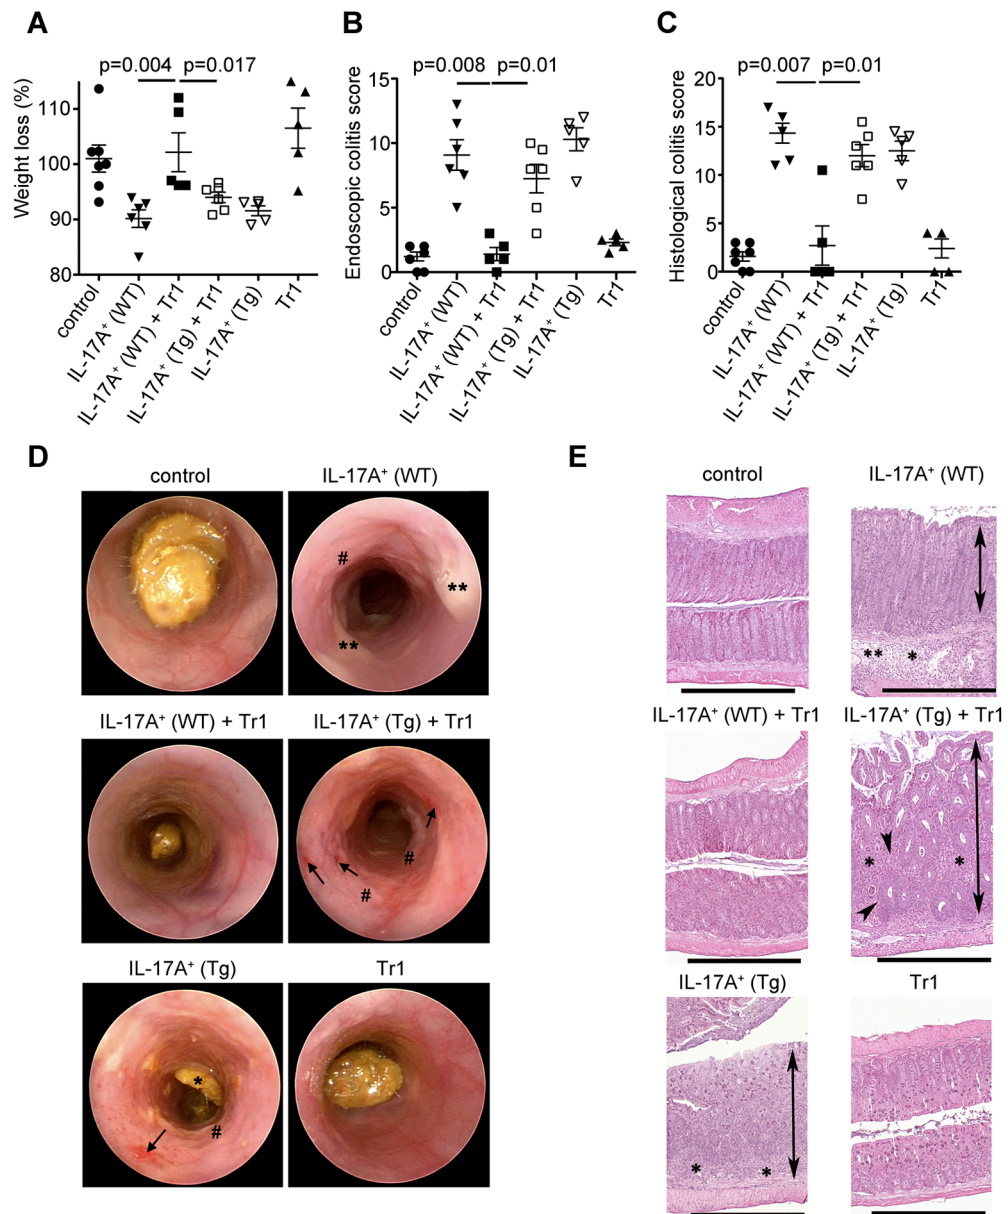 A
p=0.004 p=0.017
Weight loss (%)
110
100
90
80
control
IL-17A⁺ (WT)
IL-17A⁺ (WT) + Tr1
IL-17A⁺ (Tg) + Tr1
IL-17A⁺ (Tg)
Tr1
B
p=0.008 p=0.01
Endoscopic colitis score
15
10
5
0
control
IL-17A⁺ (WT)
IL-17A⁺ (WT) + Tr1
IL-17A⁺ (Tg) + Tr1
IL-17A⁺ (Tg)
Tr1
C
p=0.007 p=0.01
Histological colitis score
20
15
10
5
0
control
IL-17A⁺ (WT)
IL-17A⁺ (WT) + Tr1
IL-17A⁺ (Tg) + Tr1
IL-17A⁺ (Tg)
Tr1
D
control IL-17A⁺ (WT)
#
**
**
IL-17A⁺ (WT) + Tr1 IL-17A⁺ (Tg) + Tr1
#
#
IL-17A⁺ (Tg) Tr1
*
#
E
control IL-17A⁺ (WT)
** *
IL-17A⁺ (WT) + Tr1 IL-17A⁺ (Tg) + Tr1
* *
IL-17A⁺ (Tg) Tr1
* *